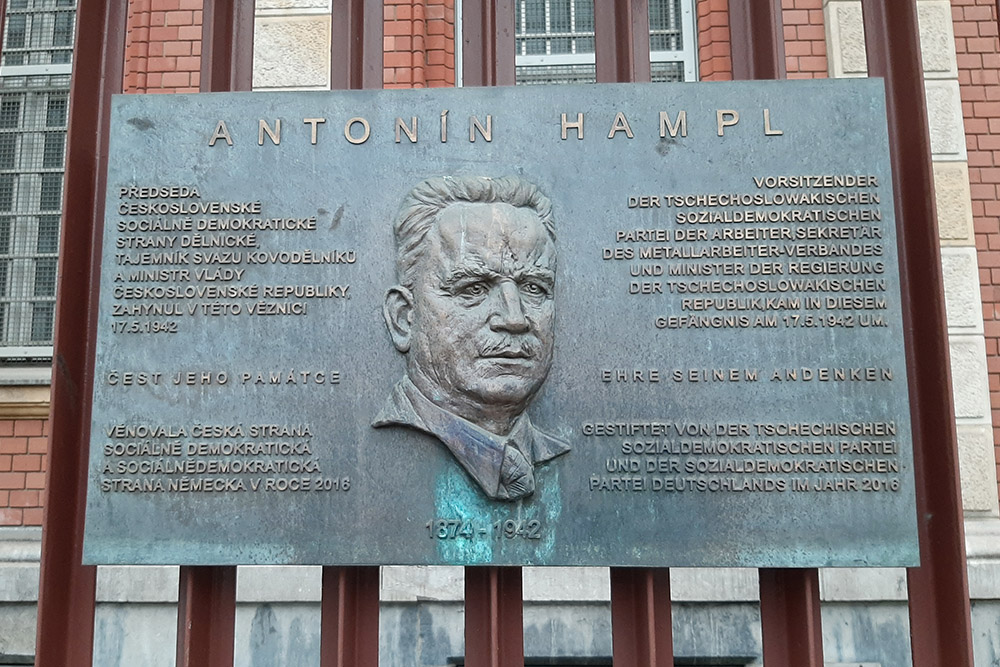 ANTONÍN HAMPL
PŘEDSEDA
ČESKOSLOVENSKÉ
SOCIÁLNĚ DEMOKRATICKÉ
STRANY DĚLNICKÉ,
TAJEMNÍK SVAZU KOVODĚLNÍKŮ
A MINISTR VLÁDY
ČESKOSLOVENSKÉ REPUBLIKY,
ZAHYNUL V TÉTO VĚZNICI
17.5.1942
ČEST JEHO PAMÁTCE
VĚNOVALA ČESKÁ STRANA
SOCIÁLNĚ DEMOKRATICKÁ
A SOCIÁLNĚDEMOKRATICKÁ
STRANA NĚMECKA V ROCE 2016
VORSITZENDER
DER TSCHECHOSLOWAKISCHEN
SOZIALDEMOKRATISCHEN
PARTEI DER ARBEITER, SEKRETÄR
DES METALLARBEITER-VERBANDES
UND MINISTER DER REGIERUNG
DER TSCHECHOSLOWAKISCHEN
REPUBLIK KAM IN DIESEM
GEFÄNGNIS AM 17.5.1942 UM.
EHRE SEINEM ANDENKEN
GESTIFTET VON DER TSCHECHISCHEN
SOZIALDEMOKRATISCHEN PARTEI
UND DER SOZIALDEMOKRATISCHEN
PARTEI DEUTSCHLANDS IM JAHR 2016
1874 - 1942